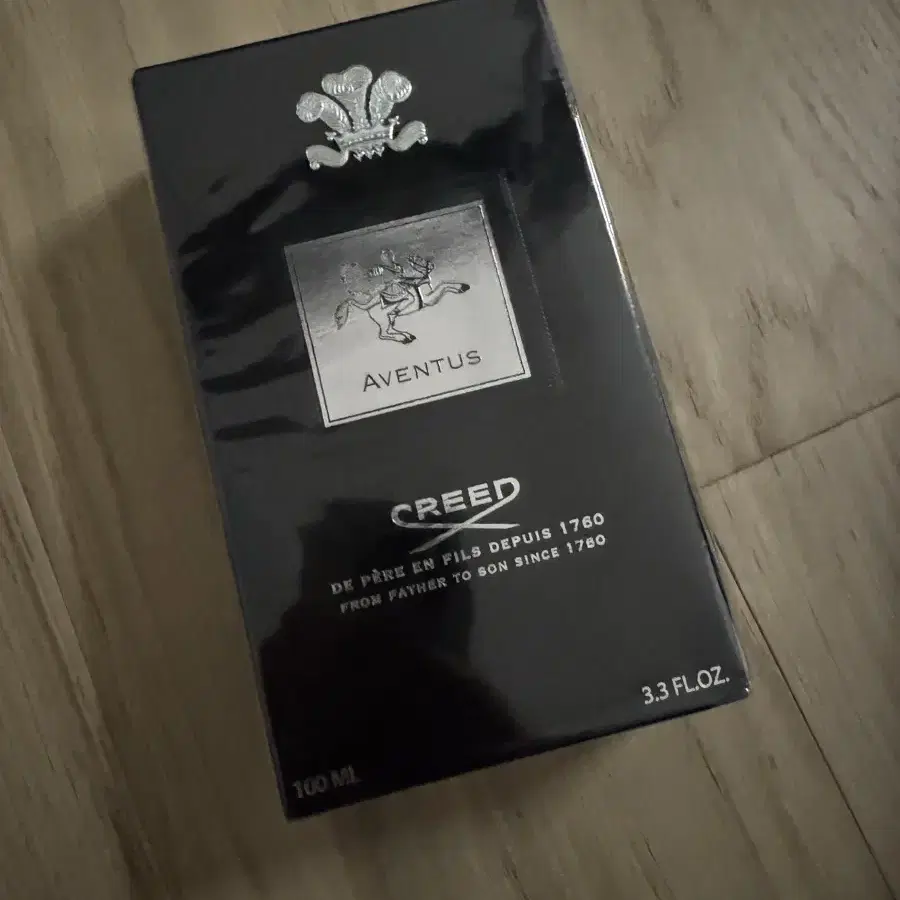 AVENTUS
CREED
DE PÈRE EN FILS DEPUIS 1760
FROM FATHER TO SON SINCE 1760
3.3 FL.OZ.
100 ML